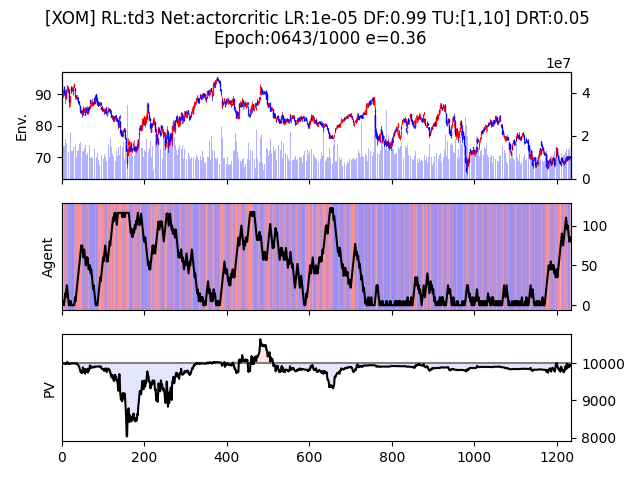 [XOM] RL:td3 Net:actorcritic LR:1e-05 DF:0.99 TU:[1,10] DRT:0.05
Epoch:0643/1000 e=0.36
1e7
Env.
90
80
70
4
2
0
Agent
100
50
0
PV
10000
9000
8000
0 200 400 600 800 1000 1200